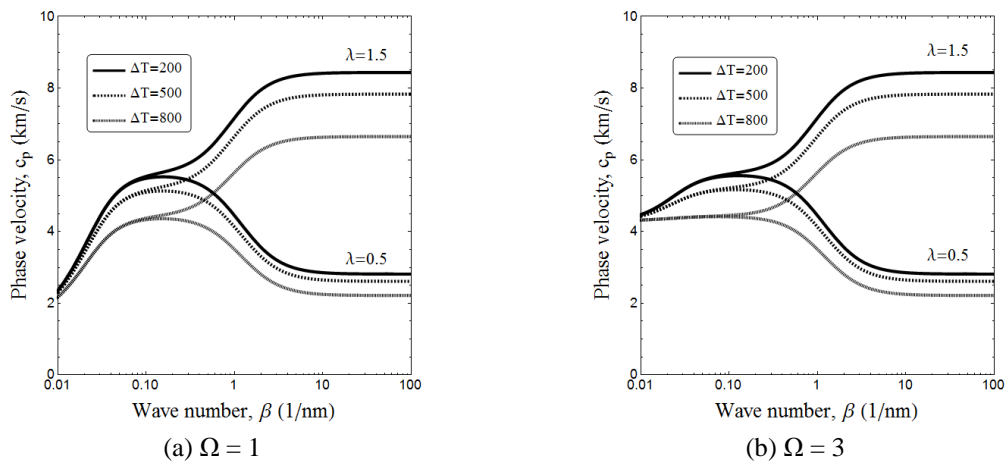 10
8
6
4
2
0
Phase velocity, cp (km/s)
ΔT=200
ΔT=500
ΔT=800
λ=1.5
λ=0.5
0.01 0.10 1 10 100
Wave number, β (1/nm)
(a) Ω = 1
10
8
6
4
2
0
Phase velocity, cp (km/s)
ΔT=200
ΔT=500
ΔT=800
λ=1.5
λ=0.5
0.01 0.10 1 10 100
Wave number, β (1/nm)
(b) Ω = 3